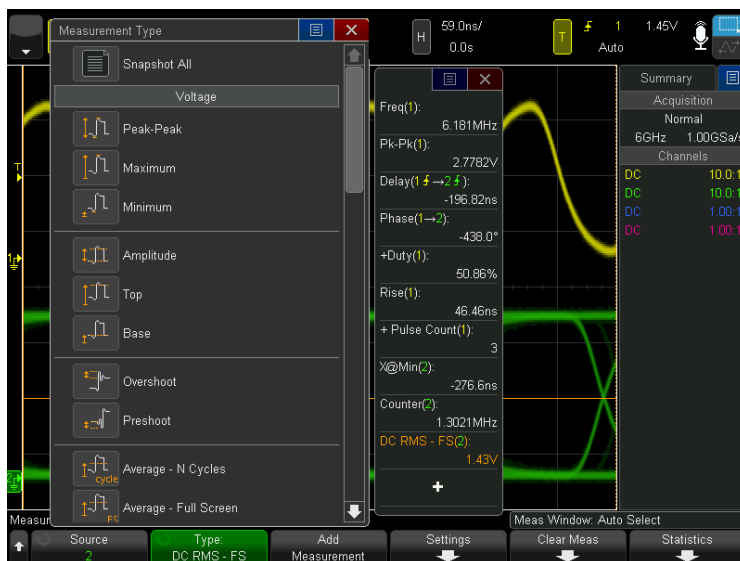 Measurement Type
Snapshot All
Voltage
Peak-Peak
Maximum
Minimum
Amplitude
Top
Base
Overshoot
Preshoot
cycle
Average - N Cycles
FS
Average - Full Screen
H
59.0ns/
0.0s
T
1
1.45V
Auto
Freq(1):
6.181MHz
Pk-Pk(1):
2.7782V
Delay(1→2):
-196.82ns
Phase(1→2):
-438.0°
+Duty(1):
50.86%
Rise(1):
46.46ns
+ Pulse Count(1):
3
X@Min(2):
-276.6ns
Counter(2):
1.3021MHz
DC RMS - FS(2):
1.43V
+
Summary
Acquisition
Normal
6GHz 1.00GSa/s
Channels
DC 10.0:1
DC 10.0:1
DC 1.00:1
DC 1.00:1
T
1
2
Meas Window: Auto Select
Source
2
Type:
DC RMS - FS
Add
Measurement
Settings
Clear Meas
Statistics